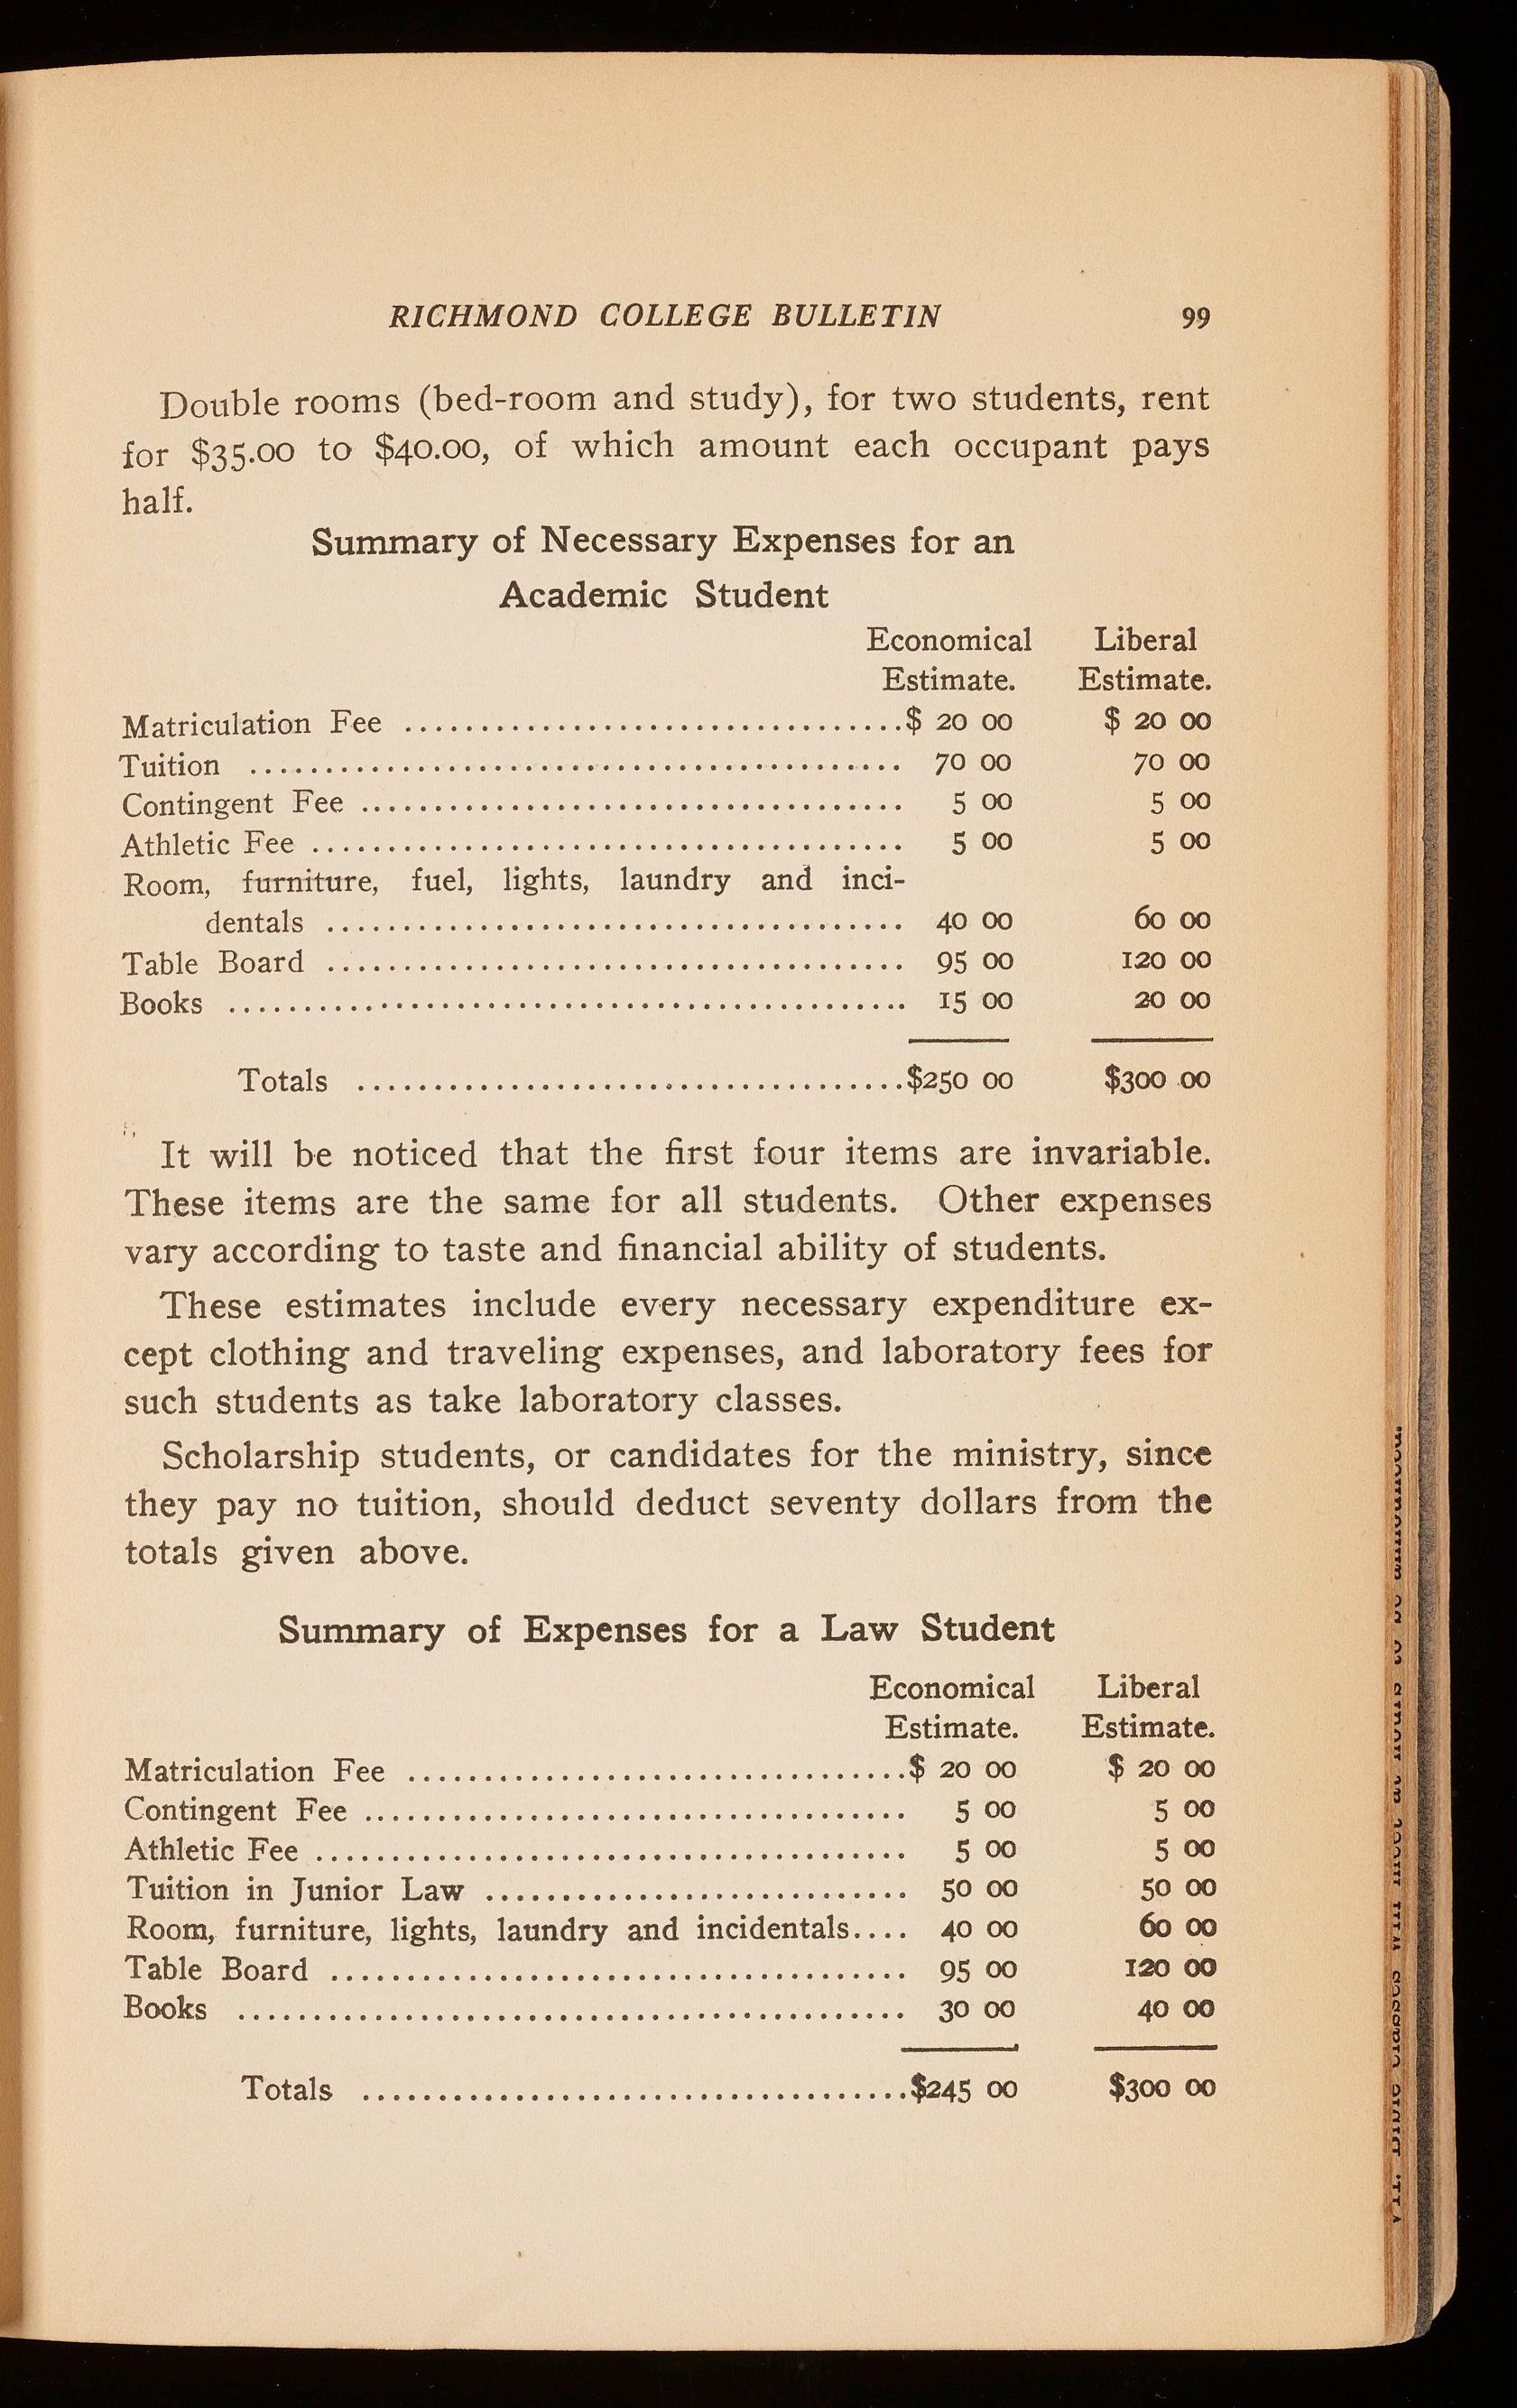 RICHMOND COLLEGE BULLETIN 99
Double rooms (bed-room and study), for two students, rent
for $35.00 to $40.00, of which amount each occupant pays
half.
Summary of Necessary Expenses for an
Academic Student
Economical Liberal
Estimate. Estimate.
Matriculation Fee ................................$ 20 00 $ 20 00
Tuition ........................................... 70 00 70 00
Contingent Fee .................................... 5 00 5 00
Athletic Fee ....................................... 5 00 5 00
Room, furniture, fuel, lights, laundry and inci-
dentals ...................................... 40 00 60 00
Table Board ...................................... 95 00 120 00
Books ............................................. 15 00 20 00
Totals ....................................$250 00 $300 00
It will be noticed that the first four items are invariable.
These items are the same for all students. Other expenses
vary according to taste and financial ability of students.
These estimates include every necessary expenditure ex-
cept clothing and traveling expenses, and laboratory fees for
such students as take laboratory classes.
Scholarship students, or candidates for the ministry, since
they pay no tuition, should deduct seventy dollars from the
totals given above.
Summary of Expenses for a Law Student
Economical Liberal
Estimate. Estimate.
Matriculation Fee ................................$ 20 00 $ 20 00
Contingent Fee .................................... 5 00 5 00
Athletic Fee ....................................... 5 00 5 00
Tuition in Junior Law ............................ 50 00 50 00
Room, furniture, lights, laundry and incidentals.... 40 00 60 00
Table Board ...................................... 95 00 120 00
Books ............................................ 30 00 40 00
Totals ....................................$245 00 $300 00